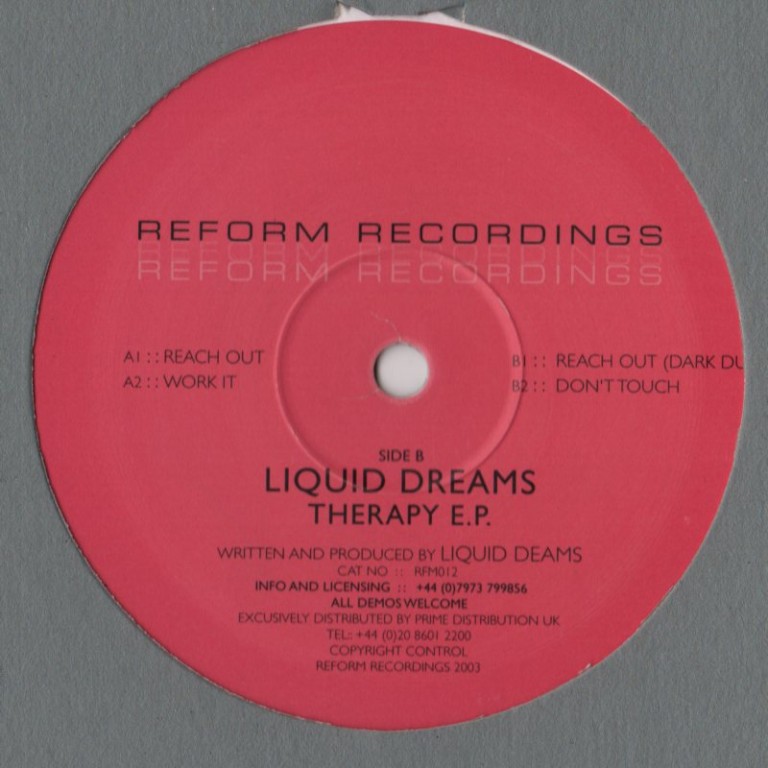 REFORM RECORDINGS
REFORM RECORDINGS
REFORM RECORDINGS
A1 :: REACH OUT
A2 :: WORK IT
B1 :: REACH OUT (DARK DU
B2 :: DON'T TOUCH
SIDE B
LIQUID DREAMS
THERAPY E.P.
WRITTEN AND PRODUCED BY LIQUID DEAMS
CAT NO :: RFM012
INFO AND LICENSING :: +44 (0)7973 799856
ALL DEMOS WELCOME
EXCUSIVELY DISTRIBUTED BY PRIME DISTRIBUTION UK
TEL: +44 (0)20 8601 2200
COPYRIGHT CONTROL
REFORM RECORDINGS 2003